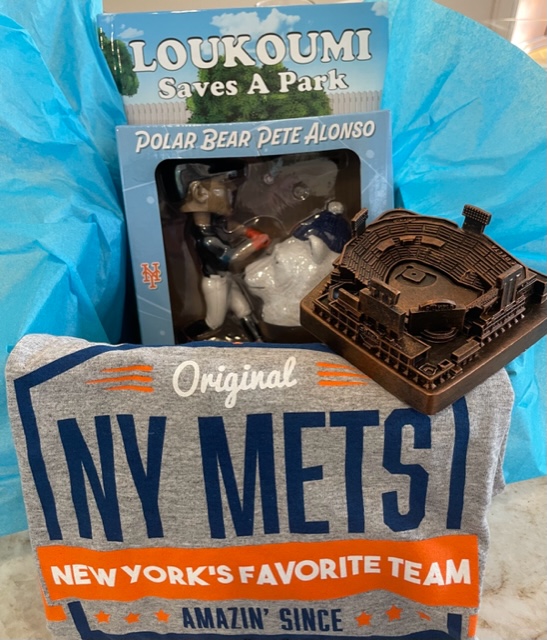 LOUKOUMI
Saves A Park
POLAR BEAR PETE ALONSO
NY
Original
NY METS
NEW YORK'S FAVORITE TEAM
AMAZIN' SINCE